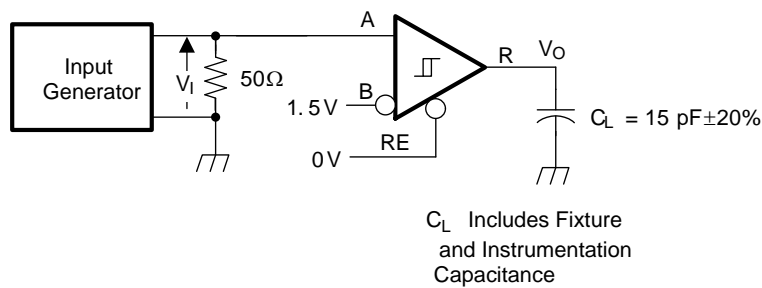 Input
Generator
V_I
50Ω
A
B
1.5 V
RE
0 V
R
V_O
C_L = 15 pF±20%
C_L Includes Fixture
and Instrumentation
Capacitance